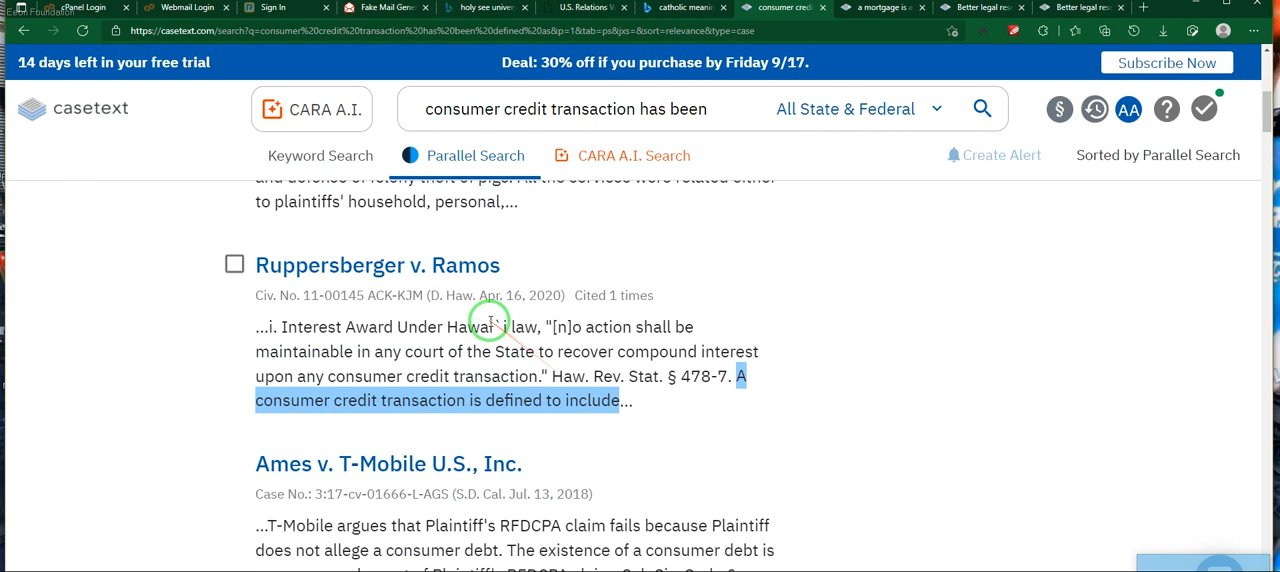 Eeon Foundation
cPanel Login
Webmail Login
Sign In
Fake Mail Gene
holy see univer
U.S. Relations W
catholic meanin
consumer credi
a mortgage is a
Better legal rese
Better legal rese
https://casetext.com/search?q=consumer%20credit%20transaction%20has%20been%20defined%20as&p=1&tab=ps&jxs=&sort=relevance&type=case
14 days left in your free trial
Deal: 30% off if you purchase by Friday 9/17.
Subscribe Now
casetext
CARA A.I.
consumer credit transaction has been
All State & Federal
§
AA
?
Keyword Search
Parallel Search
CARA A.I. Search
Create Alert
Sorted by Parallel Search
to plaintiffs' household, personal,...
Ruppersberger v. Ramos
Civ. No. 11-00145 ACK-KJM (D. Haw. Apr. 16, 2020) Cited 1 times
...i. Interest Award Under Hawai`i law, "[n]o action shall be
maintainable in any court of the State to recover compound interest
upon any consumer credit transaction." Haw. Rev. Stat. § 478-7. A
consumer credit transaction is defined to include...
Ames v. T-Mobile U.S., Inc.
Case No.: 3:17-cv-01666-L-AGS (S.D. Cal. Jul. 13, 2018)
...T-Mobile argues that Plaintiff's RFDCPA claim fails because Plaintiff
does not allege a consumer debt. The existence of a consumer debt is